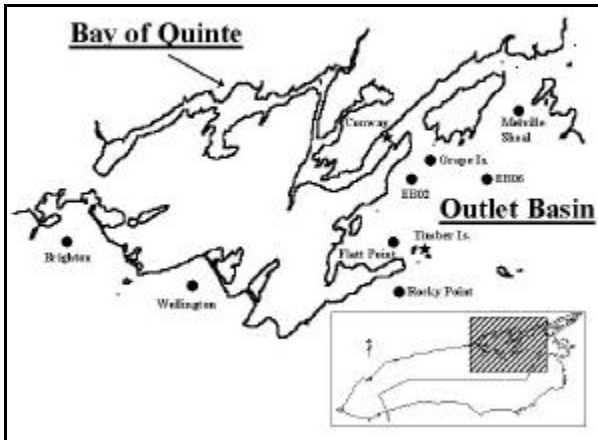 Bay of Quinte
Conway
Melville
Shoal
Grape Is.
EB02
EB06
Outlet Basin
Timber Is.
Flatt Point
Brighton
Wellington
Rocky Point